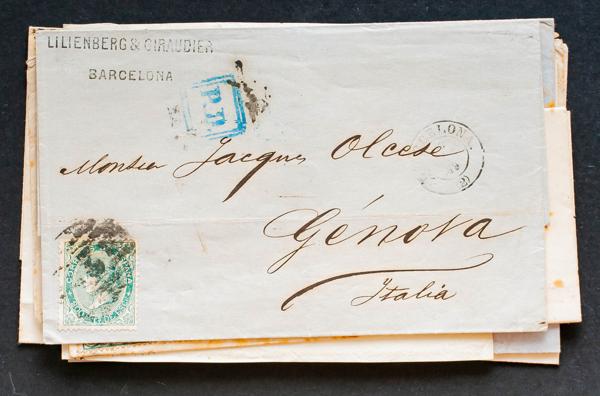 LILIENBERG & GIRAUDIER
BARCELONA
P.D.
Monsieur Jacques Olcese
Génova
Italia